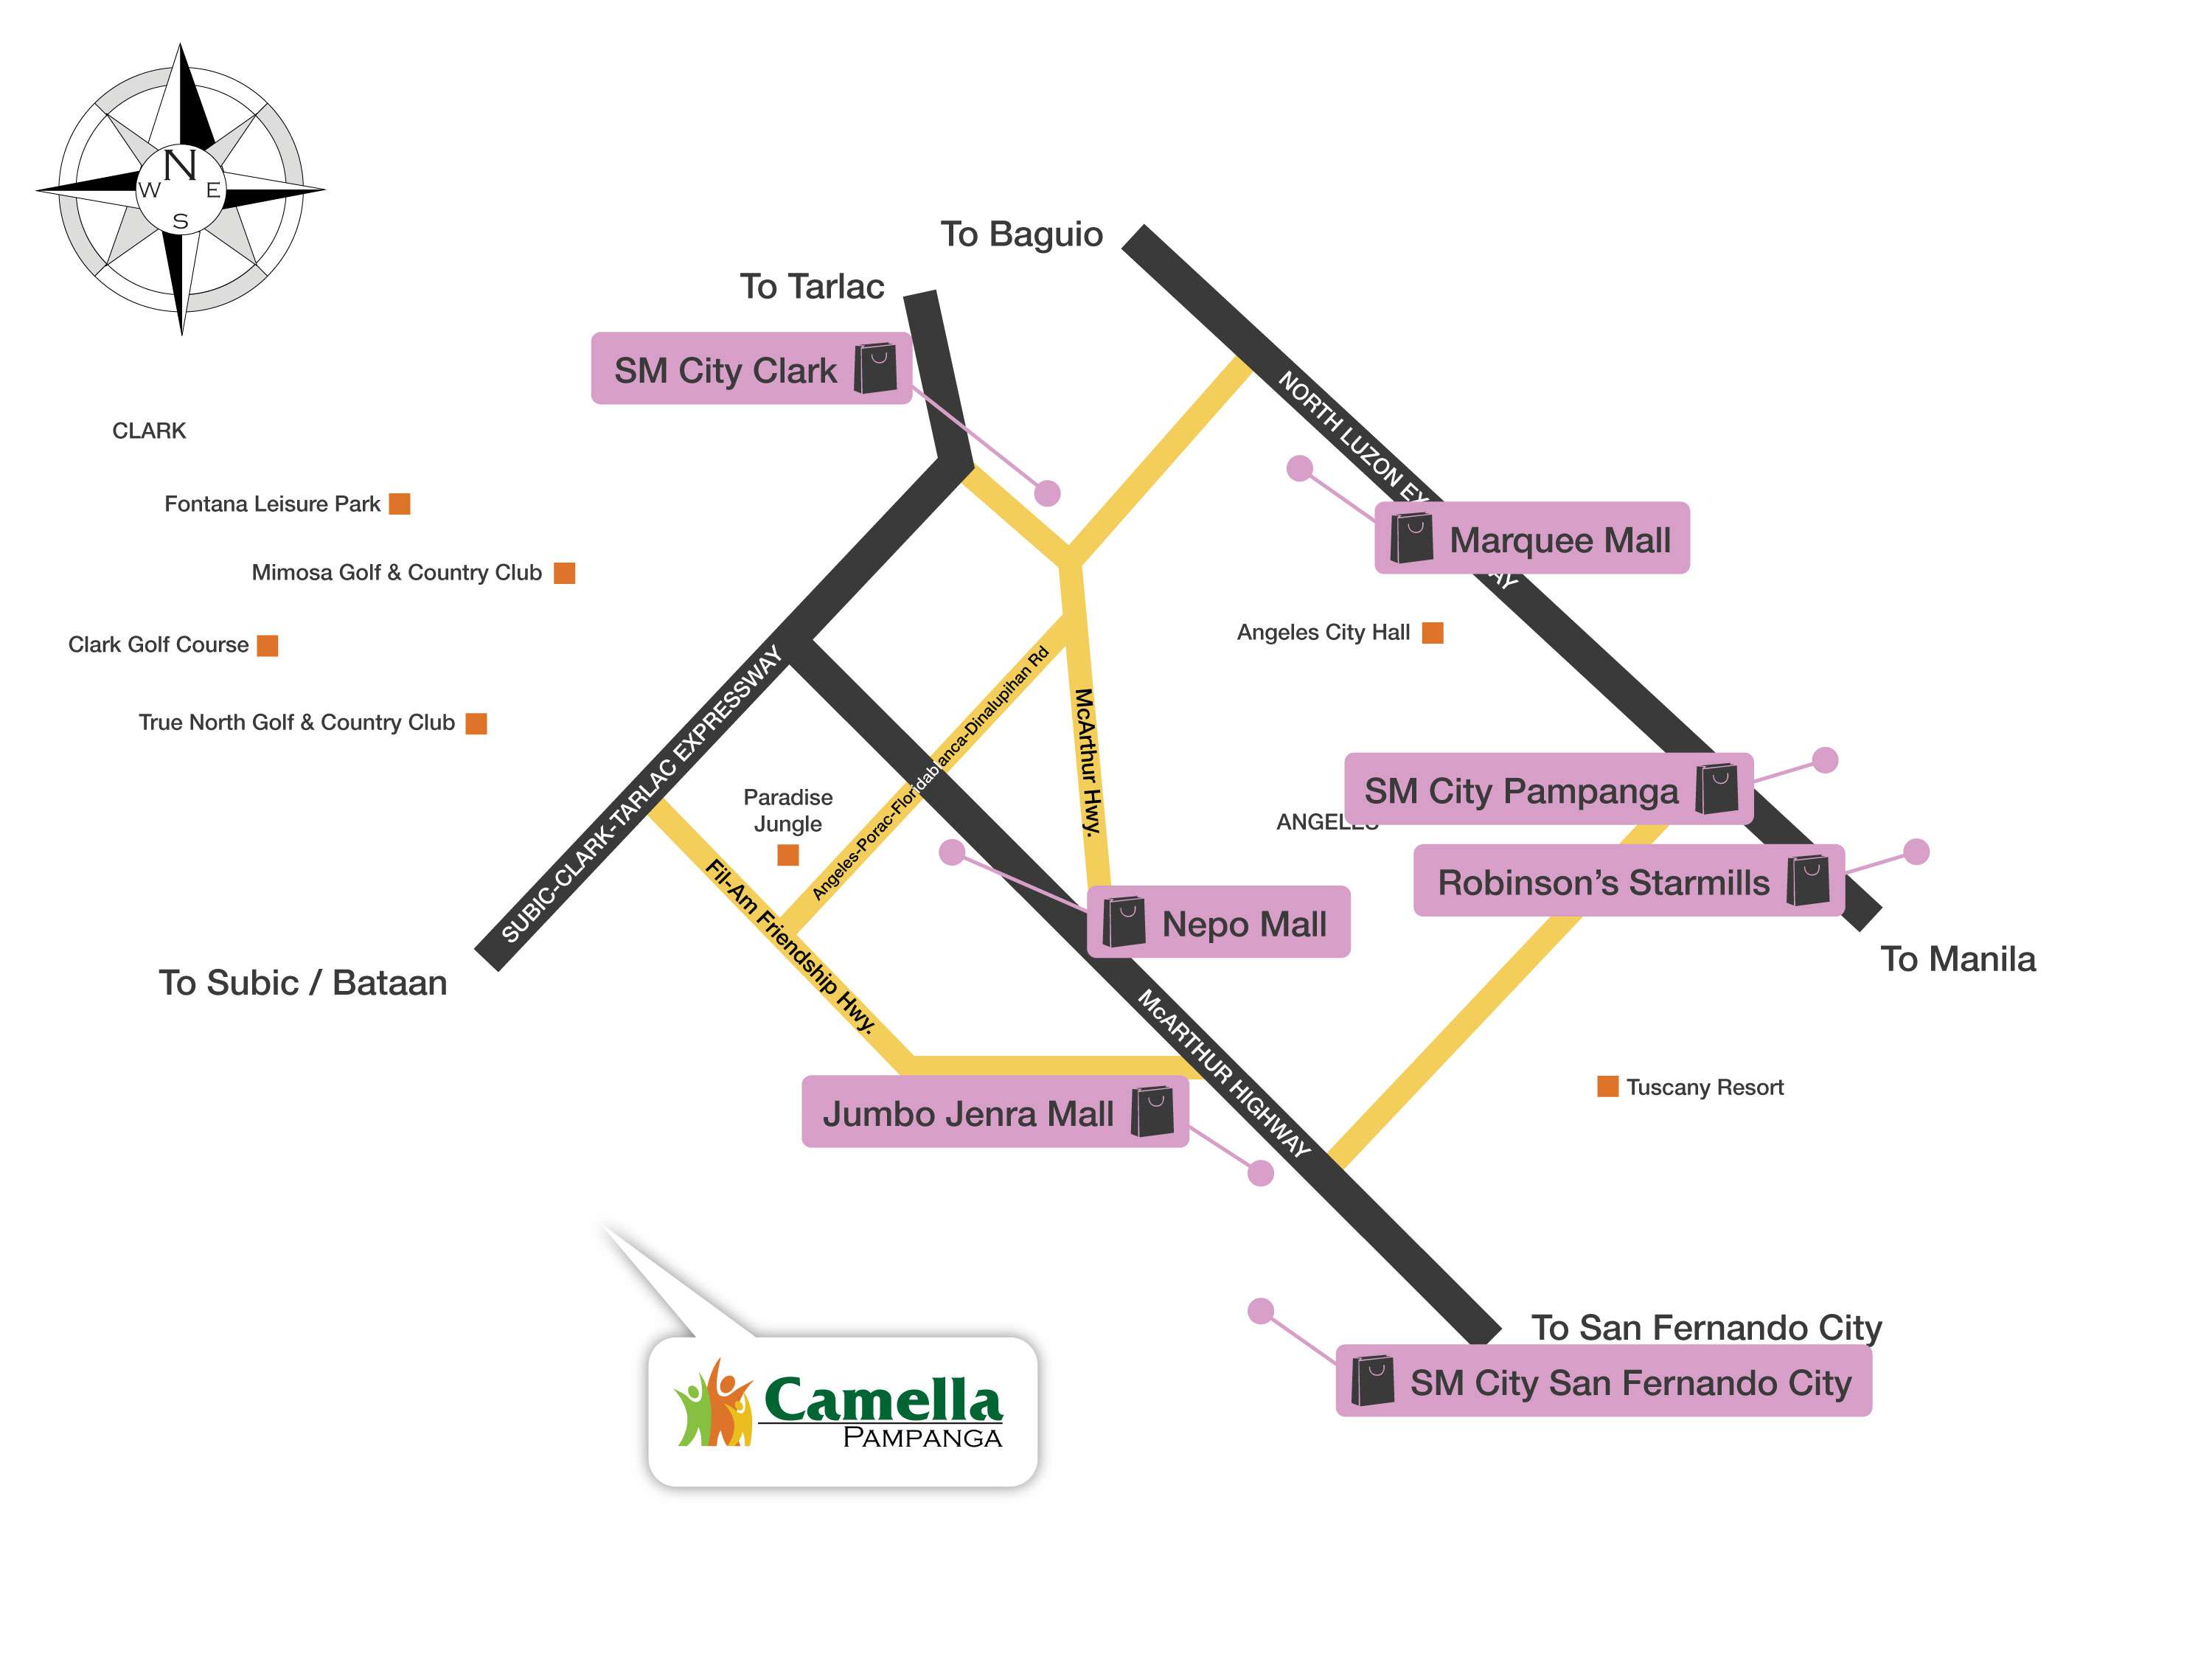 N
W E
S
To Baguio
To Tarlac
SM City Clark
NORTH LUZON EX
AY
CLARK
Fontana Leisure Park
Marquee Mall
Mimosa Golf & Country Club
Angeles City Hall
Clark Golf Course
SUBIC-CLARK-TARLAC EXPRESSWAY
Angeles-Porac-Floridabianca-Dinalupihan Rd
McArthur Hwy.
True North Golf & Country Club
Paradise
Jungle
SM City Pampanga
ANGELES
Fil-Am Friendship Hwy.
Robinson's Starmills
Nepo Mall
To Manila
To Subic / Bataan
McARTHUR HIGHWAY
Jumbo Jenra Mall
Tuscany Resort
To San Fernando City
SM City San Fernando City
Camella
PAMPANGA